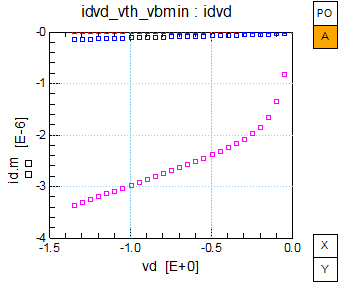 idvd_vth_vbmin : idvd
PO
A
-0
-1
-2
-3
-4
id.m [E-6]
-1.5
-1.0
-0.5
0.0
vd [E+0]
X
Y